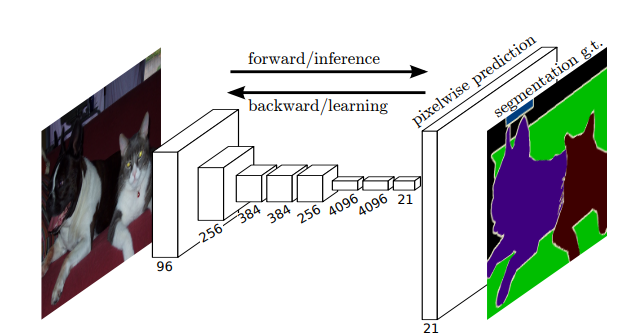 forward/inference
backward/learning
pixelwise prediction
segmentation g.t.
96
256
384
384
256
4096
4096
21
21